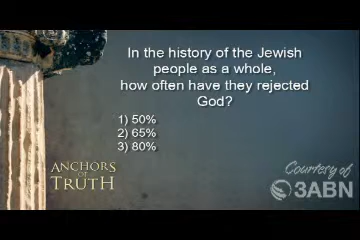 In the history of the Jewish
people as a whole,
how often have they rejected
God?
1) 50%
2) 65%
3) 80%
ANCHORS
OF
TRUTH
Courtesy of
3ABN